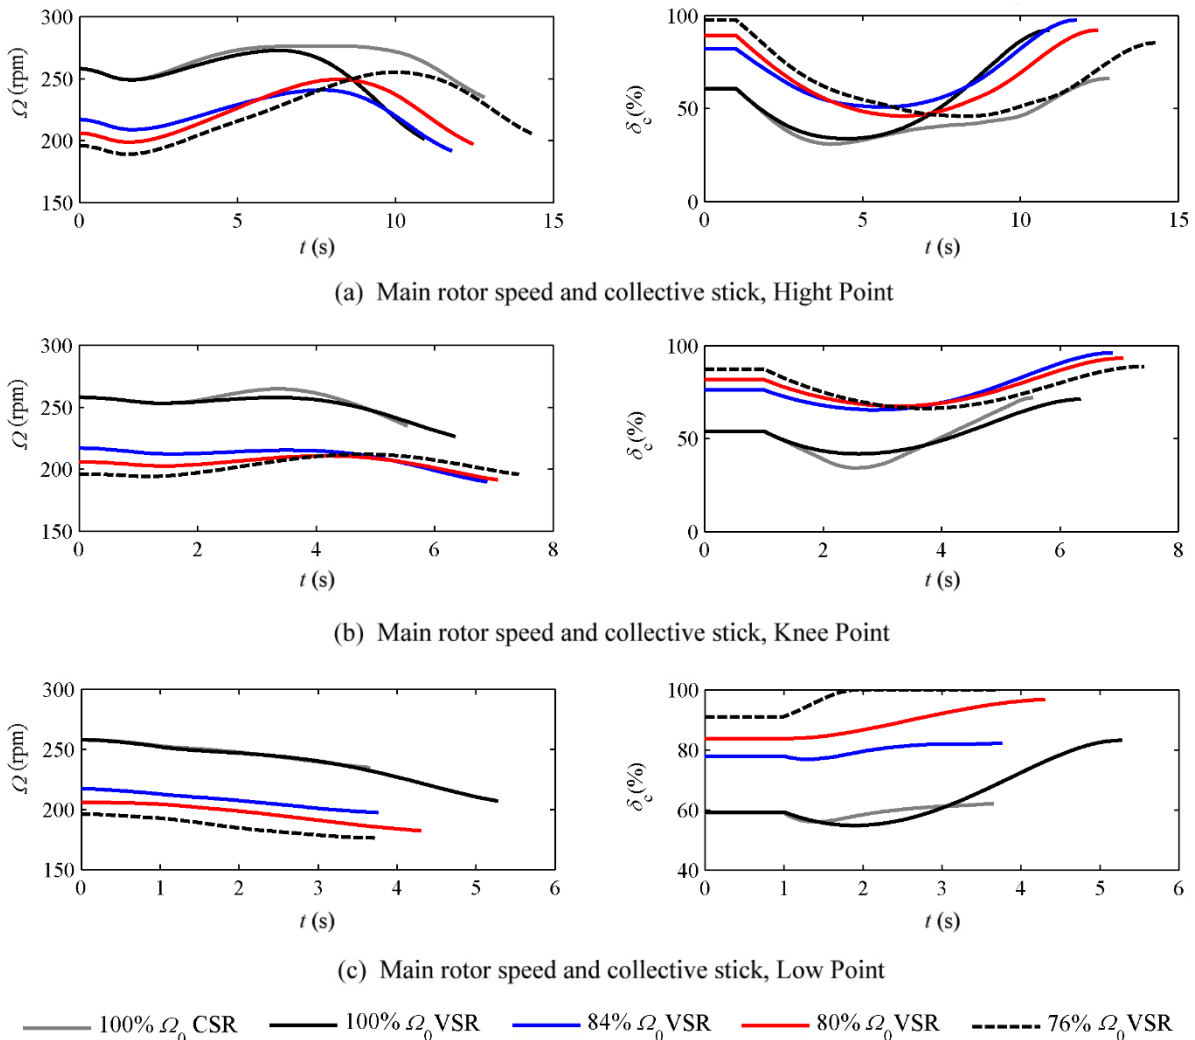 300
250
200
150
Ω (rpm)
0 5 10 15
t (s)
100
50
0
δc(%)
0 5 10 15
t (s)
(a) Main rotor speed and collective stick, Hight Point
300
250
200
150
Ω (rpm)
0 2 4 6 8
t (s)
100
50
0
δc(%)
0 2 4 6 8
t (s)
(b) Main rotor speed and collective stick, Knee Point
300
250
200
150
Ω (rpm)
0 1 2 3 4 5 6
t (s)
100
80
60
40
δc(%)
0 1 2 3 4 5 6
t (s)
(c) Main rotor speed and collective stick, Low Point
100% Ω0 CSR 100% Ω0 VSR 84% Ω0 VSR 80% Ω0 VSR 76% Ω0 VSR